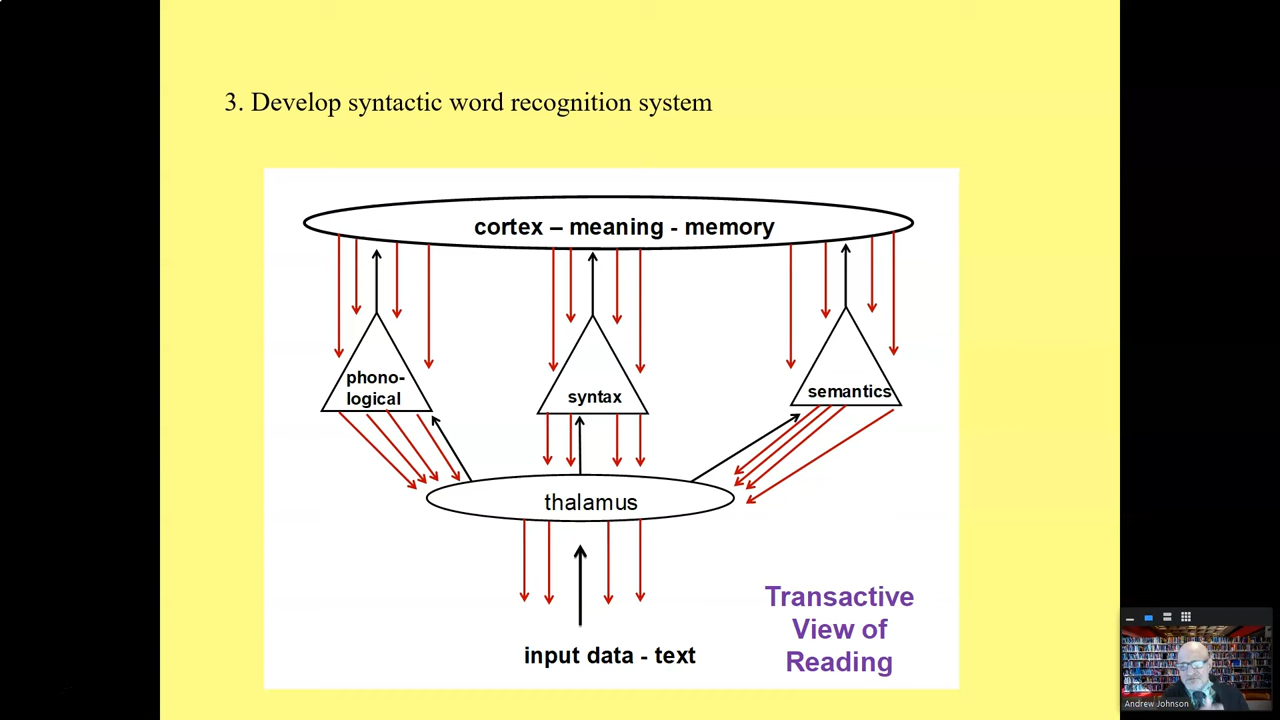 3. Develop syntactic word recognition system
cortex – meaning - memory
phono-
logical
syntax
semantics
thalamus
input data - text
Transactive
View of
Reading
Andrew Johnson